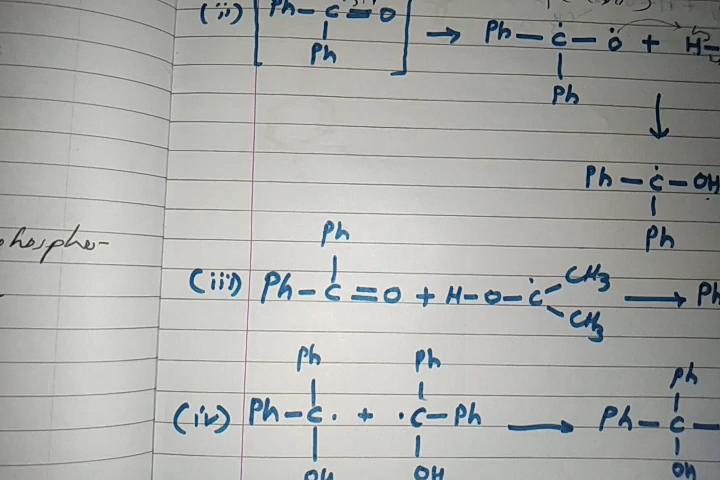 (ii) [Ph-C=O] → Ph-Ċ-Ȯ + H-
Ph
Ph
↓
Ph-Ċ-OH
Ph
phospho-
Ph
(iii) Ph-C=O + H-O-Ċ CH3 → Ph
CH3
Ph Ph Ph
(iv) Ph-C· + ·C-Ph → Ph-C-
OH OH OH